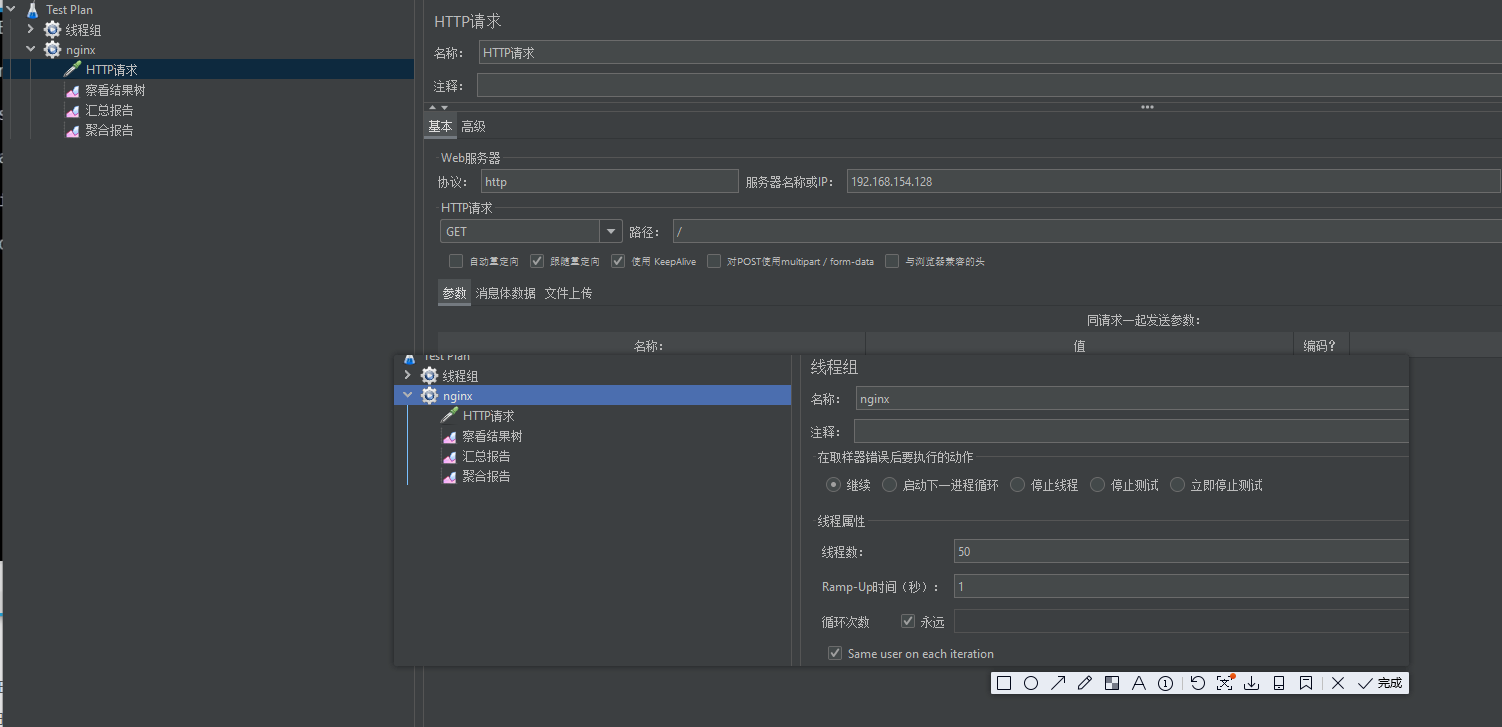 Test Plan
线程组
nginx
HTTP请求
察看结果树
汇总报告
聚合报告
HTTP请求
名称: HTTP请求
注释:
基本 高级
Web服务器
协议: http 服务器名称或IP: 192.168.154.128
HTTP请求
GET 路径: /
自动重定向 跟随重定向 使用 KeepAlive 对POST使用multipart / form-data 与浏览器兼容的头
参数 消息体数据 文件上传
同请求一起发送参数:
名称: 值 编码?
Test Plan
线程组
nginx
HTTP请求
察看结果树
汇总报告
聚合报告
线程组
名称: nginx
注释:
在取样器错误后要执行的动作
继续 启动下一进程循环 停止线程 停止测试 立即停止测试
线程属性
线程数: 50
Ramp-Up时间（秒）: 1
循环次数 永远
Same user on each iteration
完成